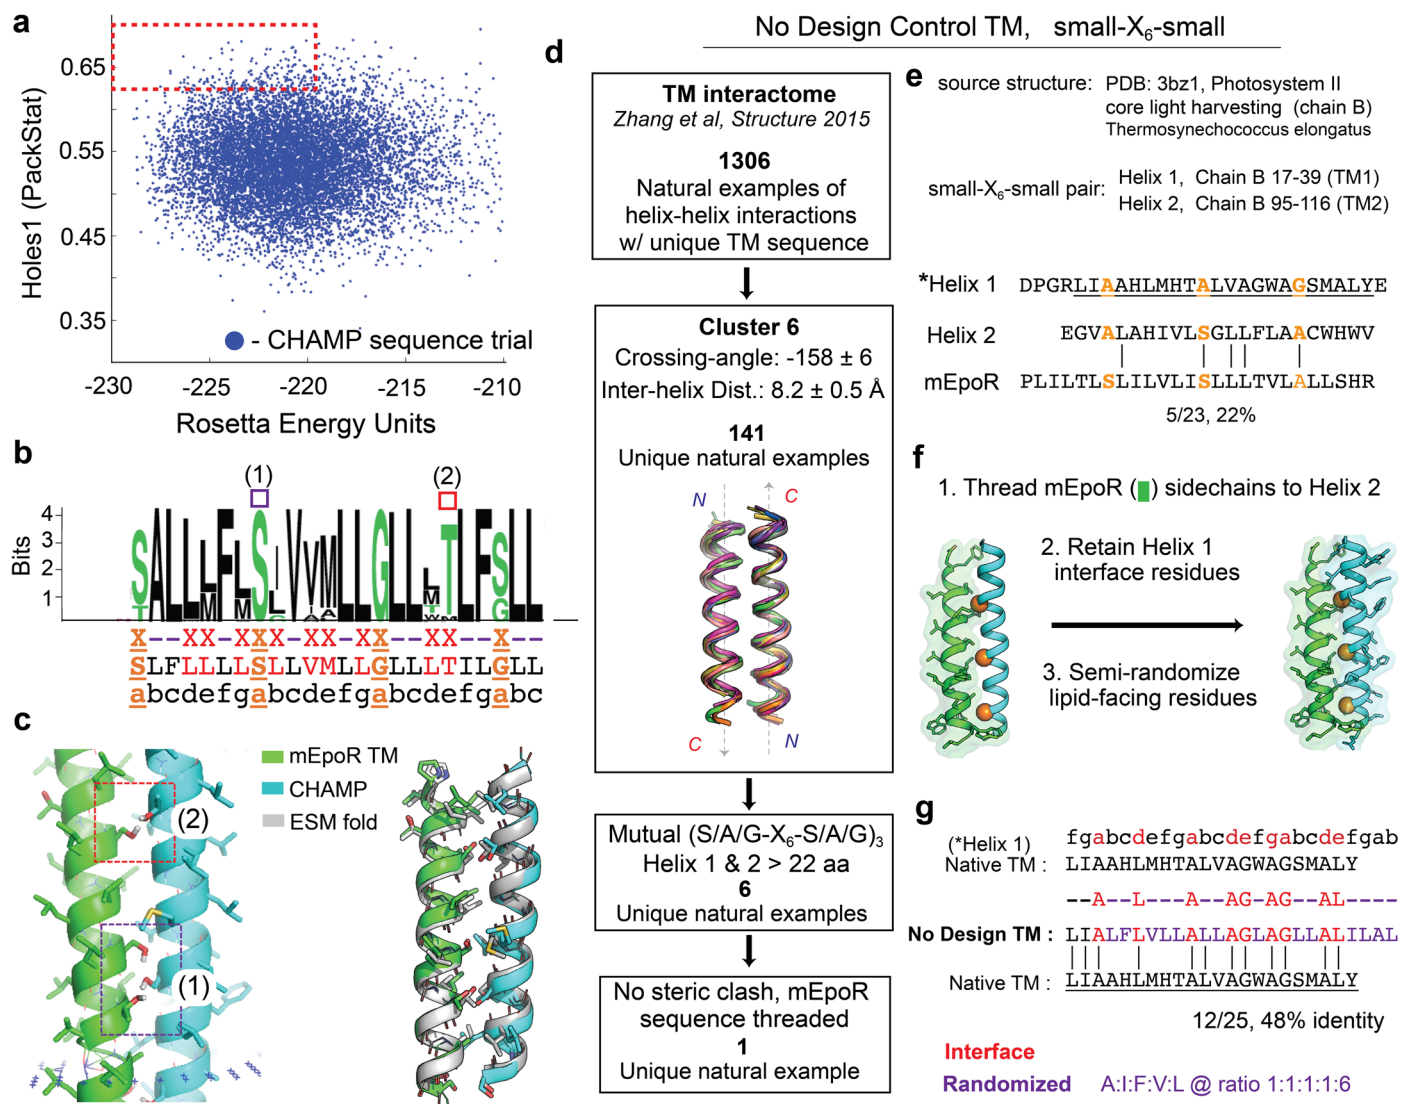 a
0.65
0.55
0.45
0.35
Holes1 (PackStat)
- CHAMP sequence trial
-230 -225 -220 -215 -210
Rosetta Energy Units
b
(1) (2)
4
3
2
1
Bits
X--XX-XXX-XX-XX--XX--X--
SLFLLLLSLLVMLLGLLLTILGLL
abcdefgabcdefgabcdefgabc
c
mEpoR TM
CHAMP
ESM fold
(2)
(1)
No Design Control TM, small-X6-small
d
TM interactome
Zhang et al, Structure 2015
1306
Natural examples of
helix-helix interactions
w/ unique TM sequence
Cluster 6
Crossing-angle: -158 ± 6
Inter-helix Dist.: 8.2 ± 0.5 Å
141
Unique natural examples
N C
C N
Mutual (S/A/G-X6-S/A/G)3
Helix 1 & 2 > 22 aa
6
Unique natural examples
No steric clash, mEpoR
sequence threaded
1
Unique natural example
e
source structure: PDB: 3bz1, Photosystem II
core light harvesting (chain B)
Thermosynechococcus elongatus
small-X6-small pair: Helix 1, Chain B 17-39 (TM1)
Helix 2, Chain B 95-116 (TM2)
*Helix 1 DPGRLIAAHLMHTALVAGWAGSMALYE
Helix 2 EGVALAHIVLSGLLFLAACWHWV
mEpoR PLILTLSLILVLISLLLTVLALLSHR
5/23, 22%
f
1. Thread mEpoR ( ) sidechains to Helix 2
2. Retain Helix 1
interface residues
3. Semi-randomize
lipid-facing residues
g
(*Helix 1) fgabcdefgabcdefgabcdefgab
Native TM : LIAAHLMHTALVAGWAGSMALY
--A--L---A--AG-AG--AL----
No Design TM : LIALFLVLLALLAGLAGLLALILAL
Native TM : LIAAHLMHTALVAGWAGSMALY
12/25, 48% identity
Interface
Randomized A:I:F:V:L @ ratio 1:1:1:1:6